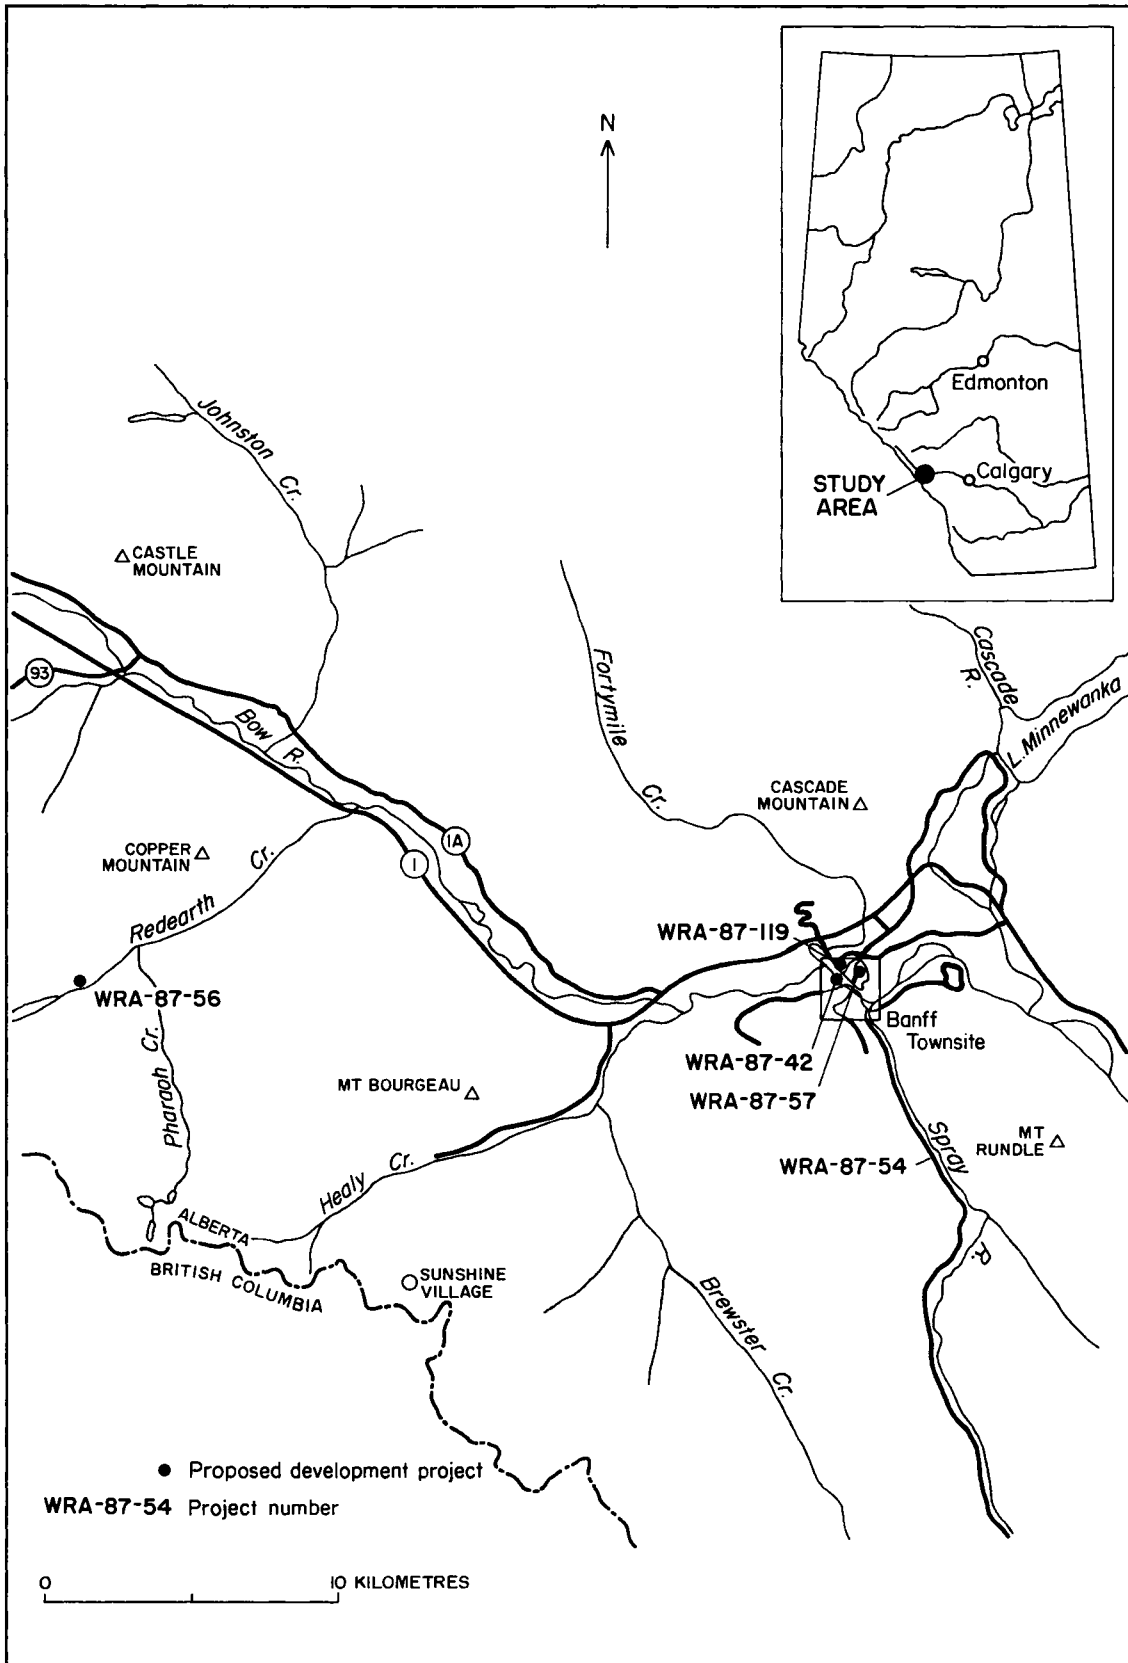 N
Edmonton
Calgary
STUDY
AREA
Johnston Cr.
CASTLE
MOUNTAIN
93
Bow R.
Fortymile Cr.
Cascade R.
L. Minnewanka
CASCADE
MOUNTAIN
1A
1
COPPER
MOUNTAIN
Redearth Cr.
WRA-87-119
WRA-87-56
Banff
Townsite
WRA-87-42
WRA-87-57
Pharaoh Cr.
MT BOURGEAU
MT
RUNDLE
Spray R.
WRA-87-54
Healy Cr.
ALBERTA
BRITISH COLUMBIA
SUNSHINE
VILLAGE
Brewster Cr.
Proposed development project
WRA-87-54 Project number
0 10 KILOMETRES